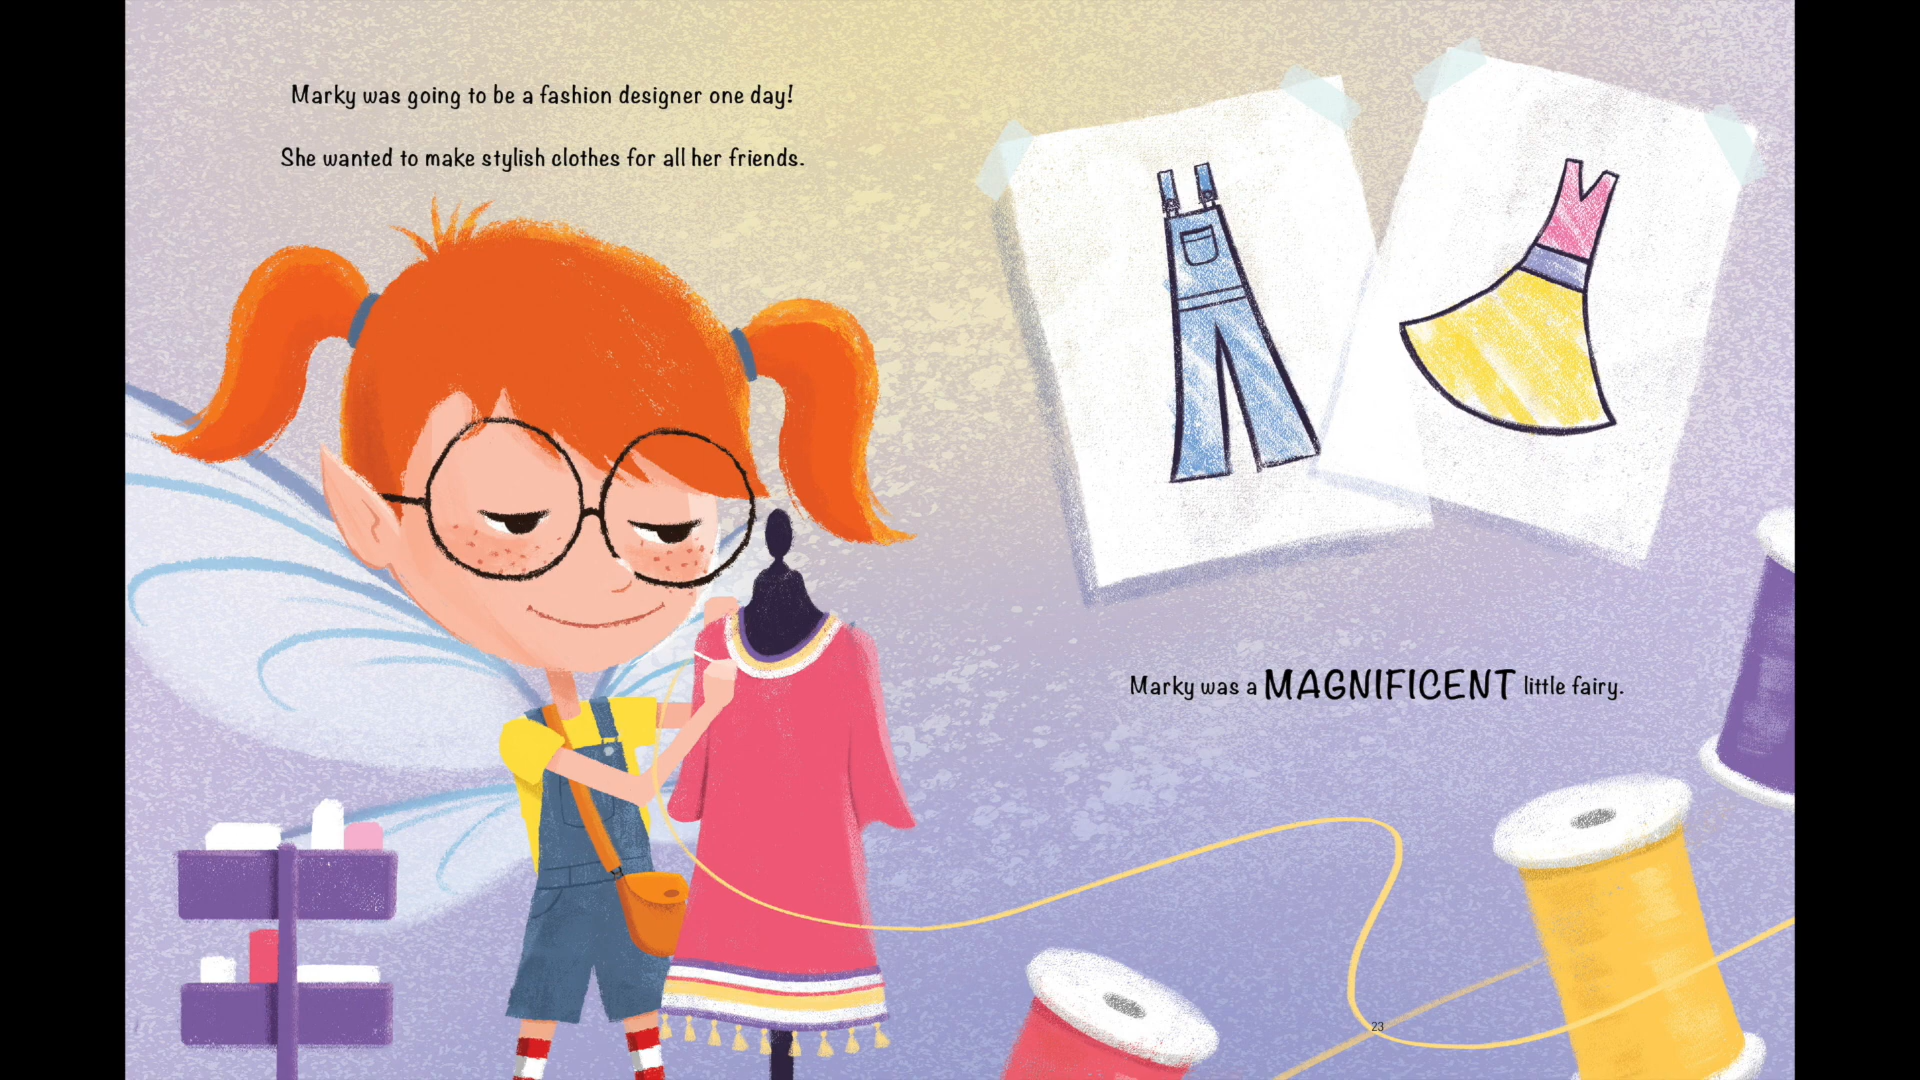 Marky was going to be a fashion designer one day!
She wanted to make stylish clothes for all her friends.
Marky was a MAGNIFICENT little fairy.
23